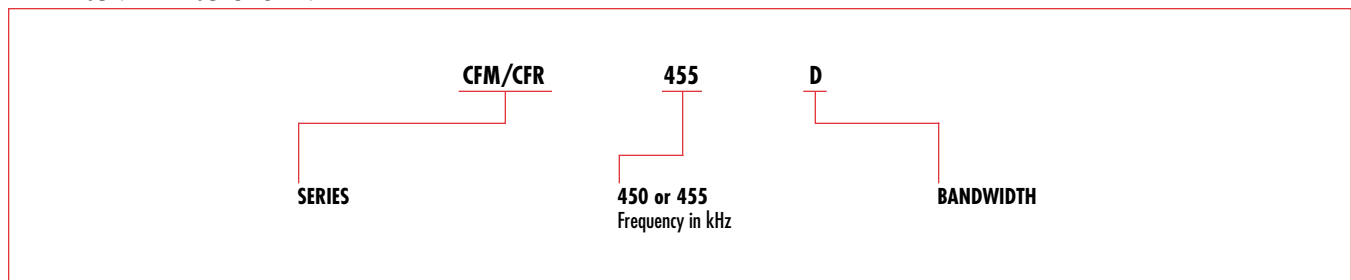 CFM/CFR 455 D
SERIES
450 or 455
Frequency in kHz
BANDWIDTH